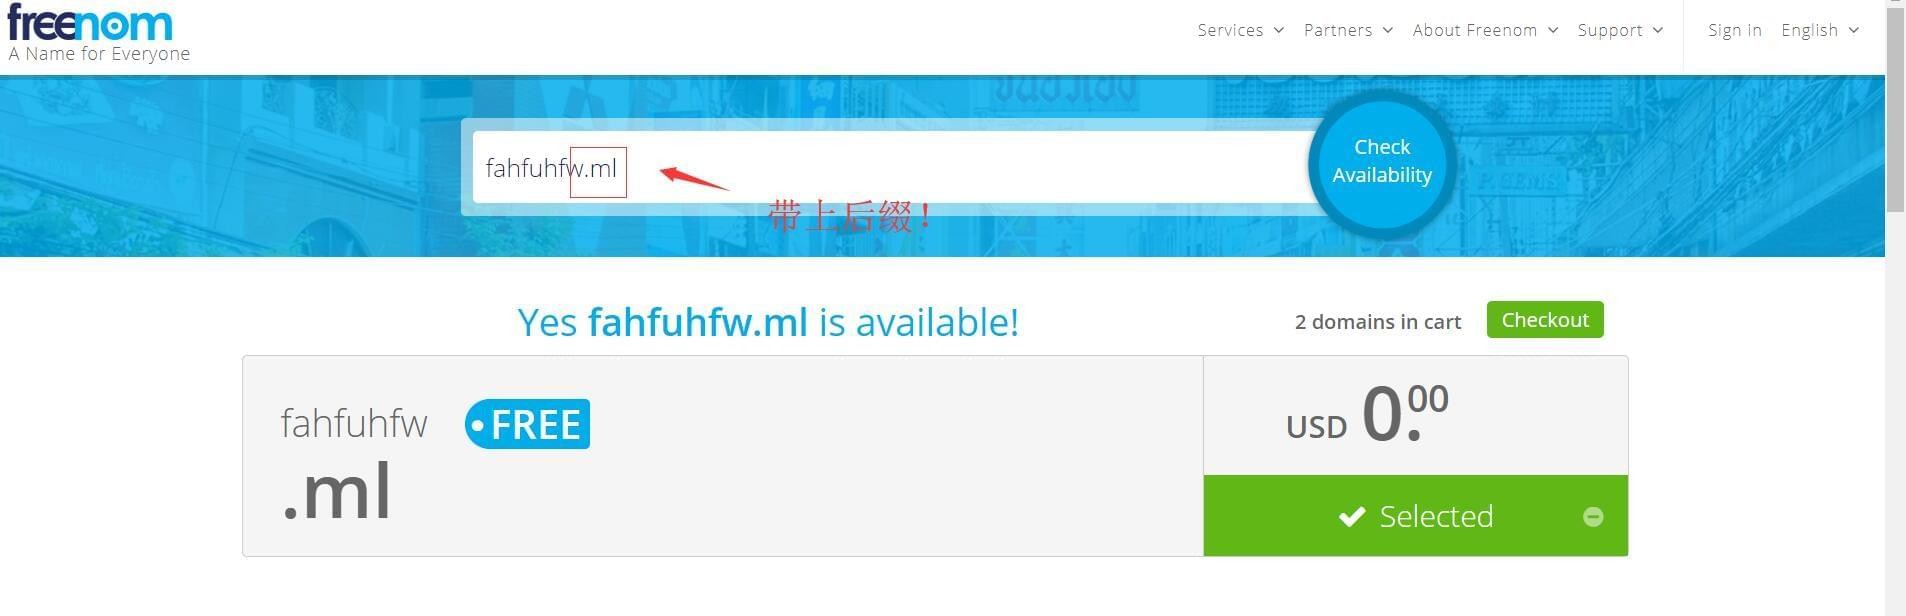 freenom
A Name for Everyone
Services Partners About Freenom Support Sign in English
fahfuhfw.ml
Check
Availability
带上后缀！
Yes fahfuhfw.ml is available!
2 domains in cart Checkout
fahfuhfw FREE
.ml
USD 0.00
Selected